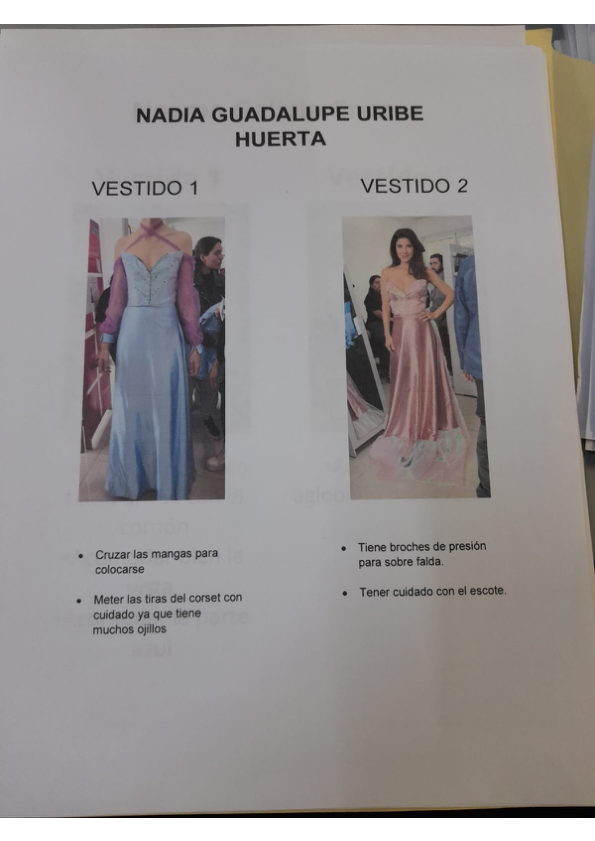 NADIA GUADALUPE URIBE
HUERTA
VESTIDO 1
• Cruzar las mangas para
colocarse
• Meter las tiras del corset con
cuidado ya que tiene
muchos ojillos
VESTIDO 2
• Tiene broches de presión
para sobre falda.
• Tener cuidado con el escote.